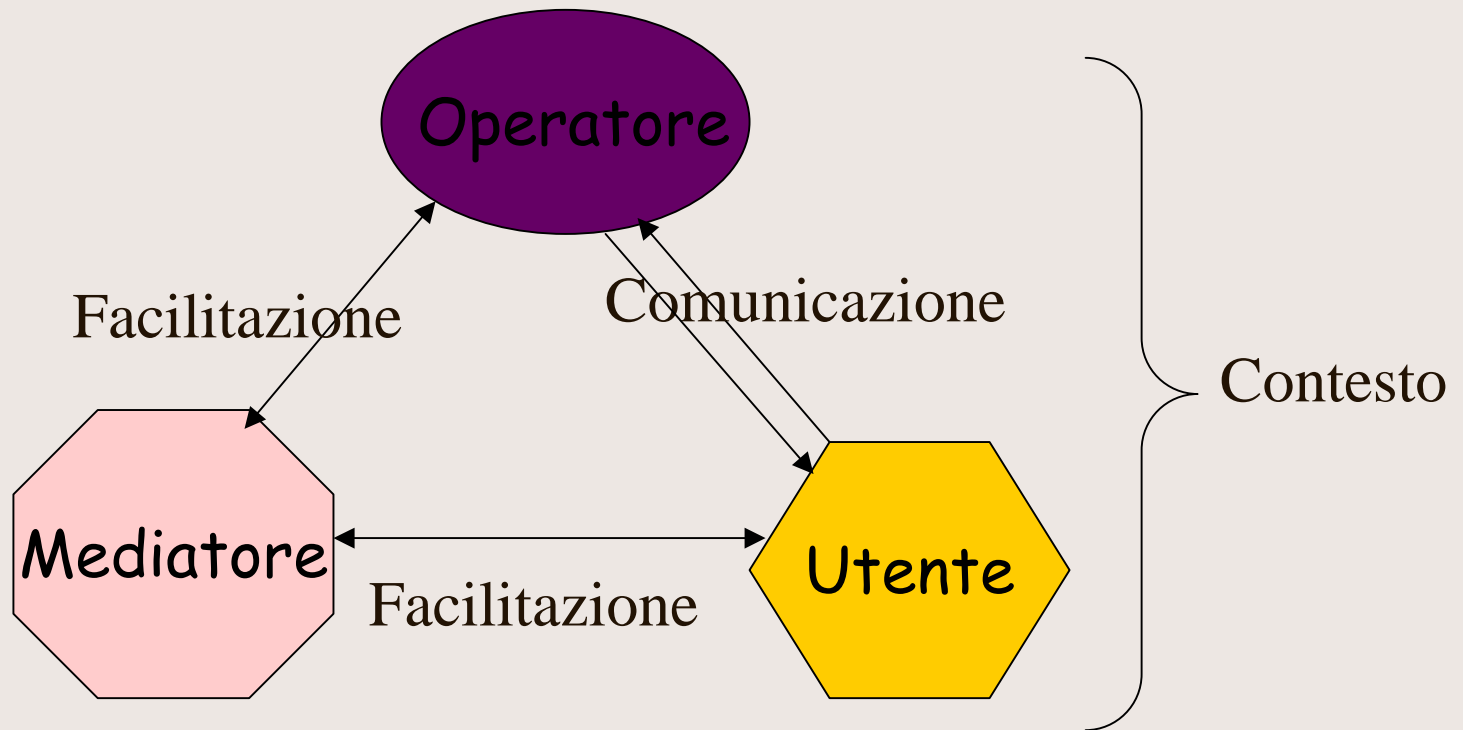 Operatore
Facilitazione
Comunicazione
Contesto
Mediatore
Utente
Facilitazione